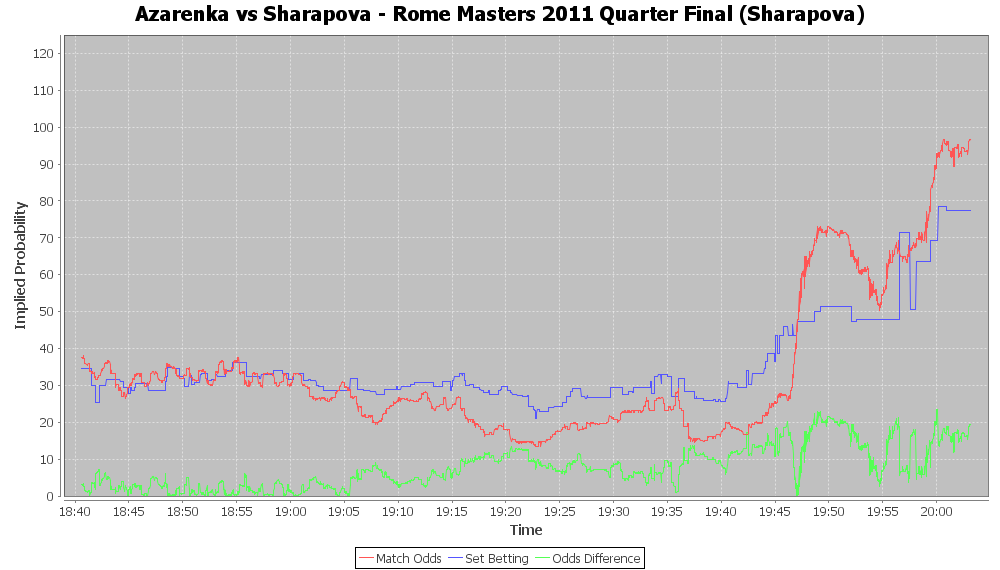 Azarenka vs Sharapova - Rome Masters 2011 Quarter Final (Sharapova)
Implied Probability
120
110
100
90
80
70
60
50
40
30
20
10
0
18:40 18:45 18:50 18:55 19:00 19:05 19:10 19:15 19:20 19:25 19:30 19:35 19:40 19:45 19:50 19:55 20:00
Time
Match Odds Set Betting Odds Difference